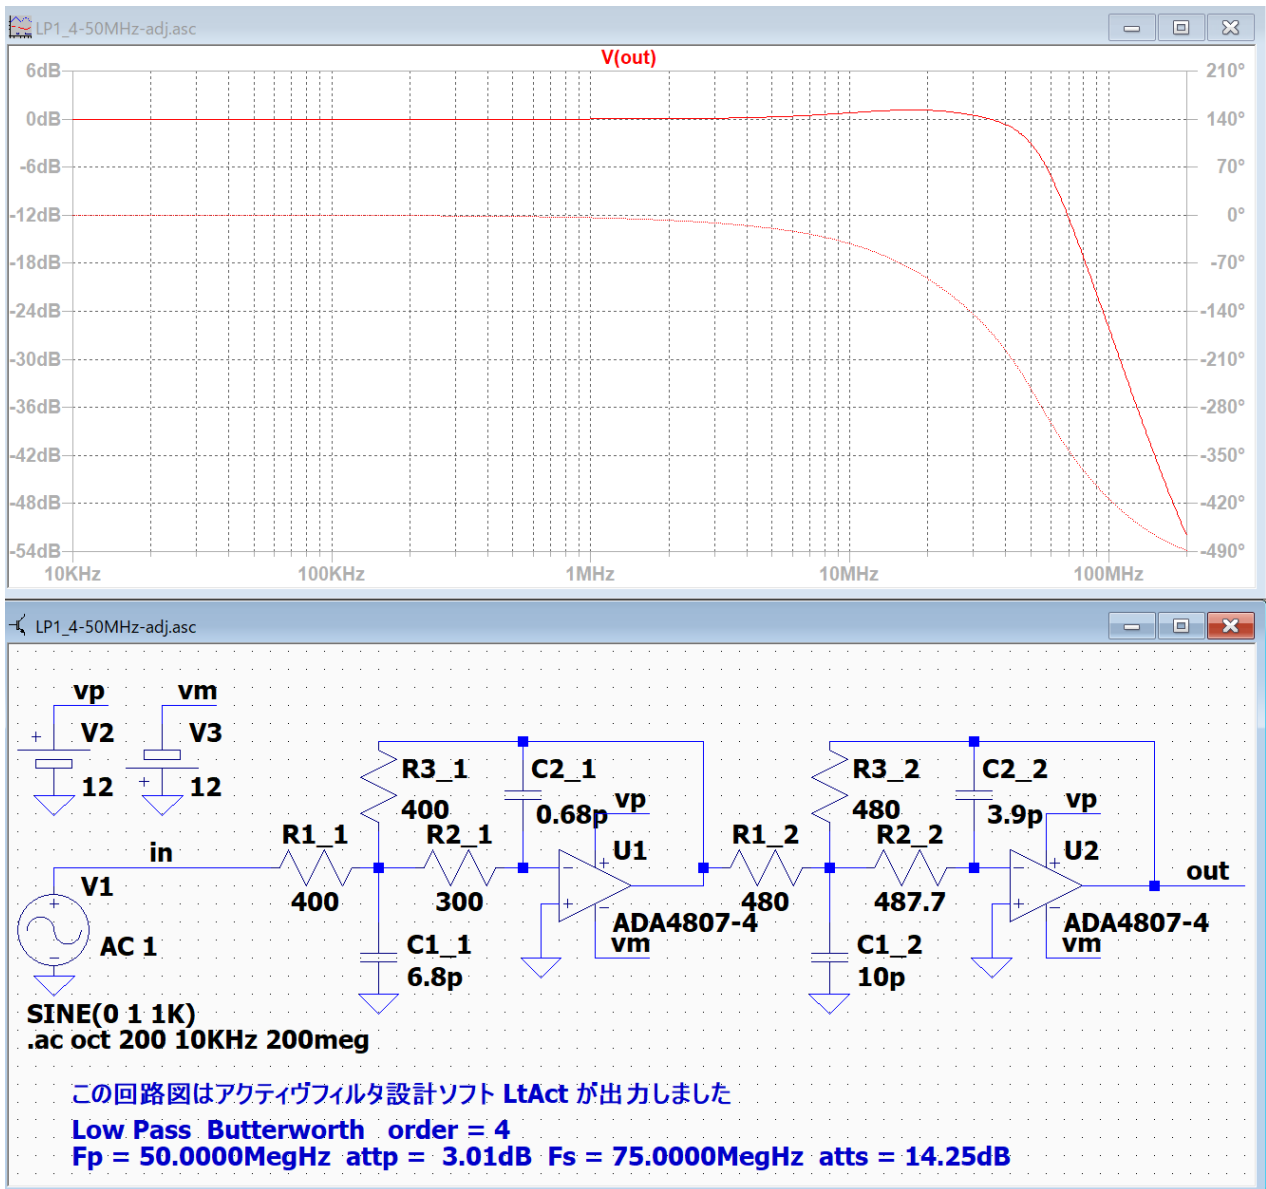 LP1_4-50MHz-adj.asc
V(out)
6dB
0dB
-6dB
-12dB
-18dB
-24dB
-30dB
-36dB
-42dB
-48dB
-54dB
210°
140°
70°
0°
-70°
-140°
-210°
-280°
-350°
-420°
-490°
10KHz 100KHz 1MHz 10MHz 100MHz
LP1_4-50MHz-adj.asc
vp vm
V2 V3
12 12
R3_1 C2_1 R3_2 C2_2
400 0.68p vp 480 3.9p vp
in R1_1 R2_1 U1 R1_2 R2_2 U2
400 300 480 487.7 out
V1 ADA4807-4 ADA4807-4
AC 1 C1_1 vm C1_2 vm
6.8p 10p
SINE(0 1 1K)
.ac oct 200 10KHz 200meg
この回路図はアクティヴフィルタ設計ソフト LtAct が出力しました
Low Pass Butterworth order = 4
Fp = 50.0000MegHz attp = 3.01dB Fs = 75.0000MegHz atts = 14.25dB